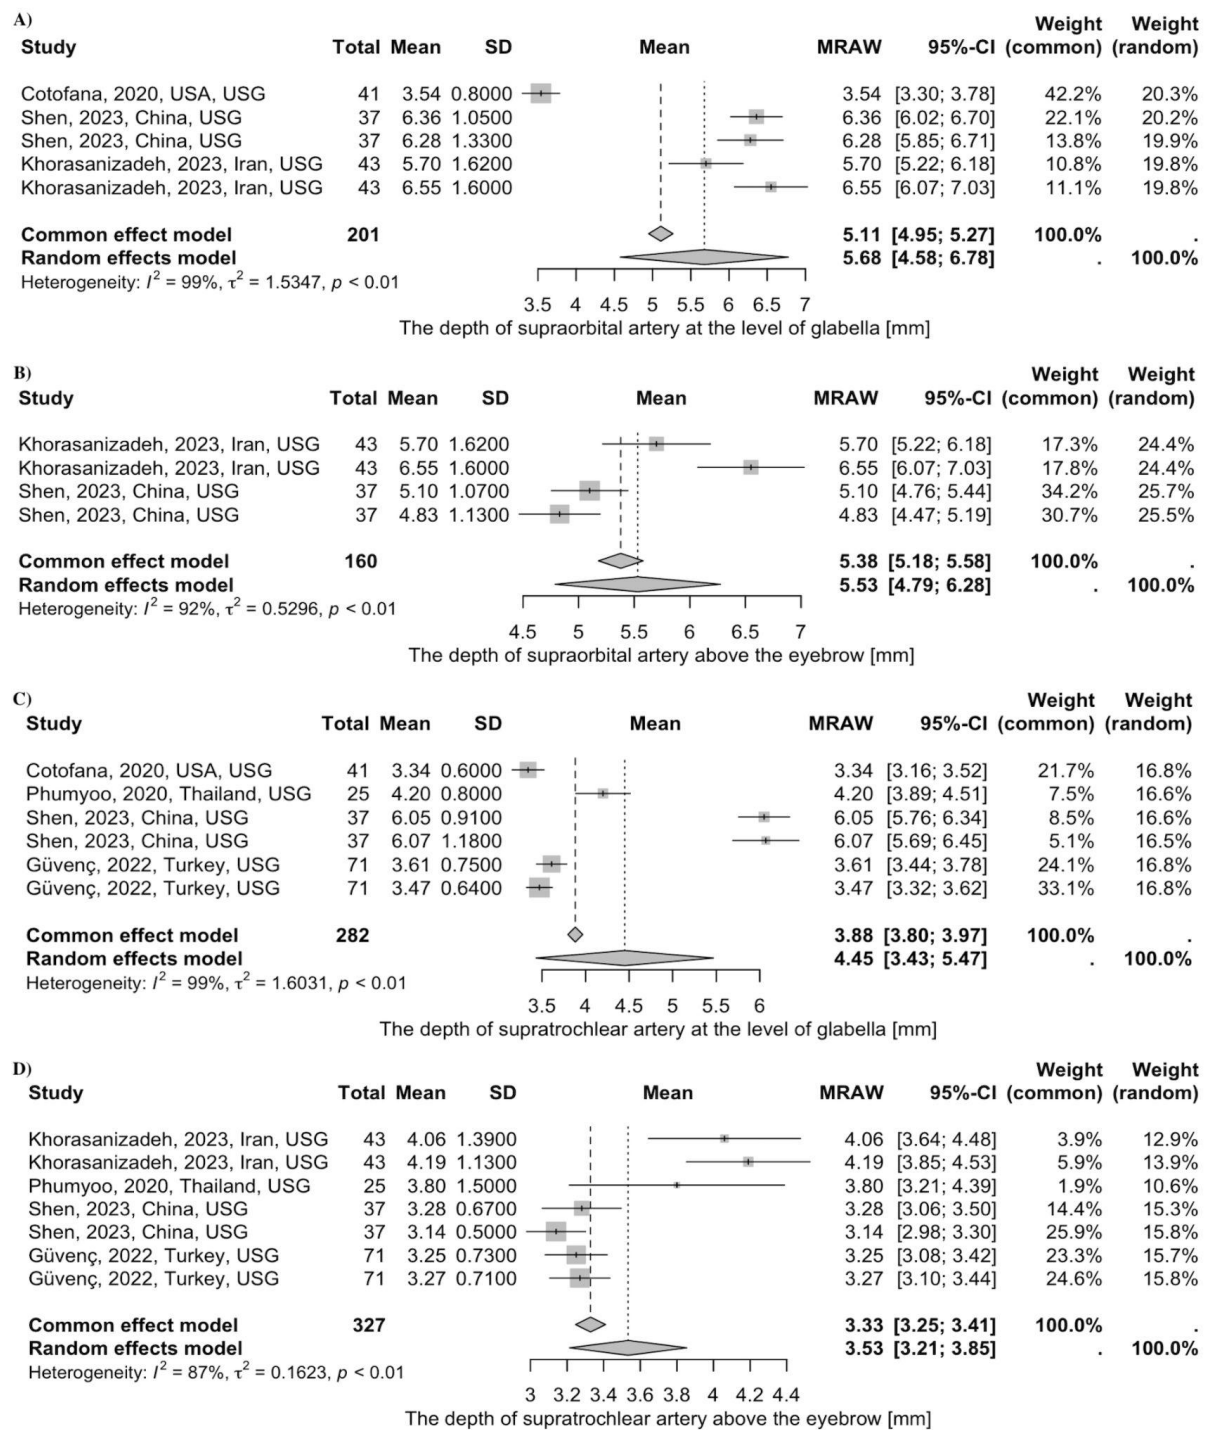 A)
Weight Weight
Study Total Mean SD Mean MRAW 95%-CI (common) (random)
Cotofana, 2020, USA, USG 41 3.54 0.8000 3.54 [3.30; 3.78] 42.2% 20.3%
Shen, 2023, China, USG 37 6.36 1.0500 6.36 [6.02; 6.70] 22.1% 20.2%
Shen, 2023, China, USG 37 6.28 1.3300 6.28 [5.85; 6.71] 13.8% 19.9%
Khorasanizadeh, 2023, Iran, USG 43 5.70 1.6200 5.70 [5.22; 6.18] 10.8% 19.8%
Khorasanizadeh, 2023, Iran, USG 43 6.55 1.6000 6.55 [6.07; 7.03] 11.1% 19.8%
Common effect model 201 5.11 [4.95; 5.27] 100.0% .
Random effects model 5.68 [4.58; 6.78] . 100.0%
Heterogeneity: I² = 99%, τ² = 1.5347, p < 0.01
3.5 4 4.5 5 5.5 6 6.5 7
The depth of supraorbital artery at the level of glabella [mm]
B)
Weight Weight
Study Total Mean SD Mean MRAW 95%-CI (common) (random)
Khorasanizadeh, 2023, Iran, USG 43 5.70 1.6200 5.70 [5.22; 6.18] 17.3% 24.4%
Khorasanizadeh, 2023, Iran, USG 43 6.55 1.6000 6.55 [6.07; 7.03] 17.8% 24.4%
Shen, 2023, China, USG 37 5.10 1.0700 5.10 [4.76; 5.44] 34.2% 25.7%
Shen, 2023, China, USG 37 4.83 1.1300 4.83 [4.47; 5.19] 30.7% 25.5%
Common effect model 160 5.38 [5.18; 5.58] 100.0% .
Random effects model 5.53 [4.79; 6.28] . 100.0%
Heterogeneity: I² = 92%, τ² = 0.5296, p < 0.01
4.5 5 5.5 6 6.5 7
The depth of supraorbital artery above the eyebrow [mm]
C)
Weight Weight
Study Total Mean SD Mean MRAW 95%-CI (common) (random)
Cotofana, 2020, USA, USG 41 3.34 0.6000 3.34 [3.16; 3.52] 21.7% 16.8%
Phumyoo, 2020, Thailand, USG 25 4.20 0.8000 4.20 [3.89; 4.51] 7.5% 16.6%
Shen, 2023, China, USG 37 6.05 0.9100 6.05 [5.76; 6.34] 8.5% 16.6%
Shen, 2023, China, USG 37 6.07 1.1800 6.07 [5.69; 6.45] 5.1% 16.5%
Güvenç, 2022, Turkey, USG 71 3.61 0.7500 3.61 [3.44; 3.78] 24.1% 16.8%
Güvenç, 2022, Turkey, USG 71 3.47 0.6400 3.47 [3.32; 3.62] 33.1% 16.8%
Common effect model 282 3.88 [3.80; 3.97] 100.0% .
Random effects model 4.45 [3.43; 5.47] . 100.0%
Heterogeneity: I² = 99%, τ² = 1.6031, p < 0.01
3.5 4 4.5 5 5.5 6
The depth of supratrochlear artery at the level of glabella [mm]
D)
Weight Weight
Study Total Mean SD Mean MRAW 95%-CI (common) (random)
Khorasanizadeh, 2023, Iran, USG 43 4.06 1.3900 4.06 [3.64; 4.48] 3.9% 12.9%
Khorasanizadeh, 2023, Iran, USG 43 4.19 1.1300 4.19 [3.85; 4.53] 5.9% 13.9%
Phumyoo, 2020, Thailand, USG 25 3.80 1.5000 3.80 [3.21; 4.39] 1.9% 10.6%
Shen, 2023, China, USG 37 3.28 0.6700 3.28 [3.06; 3.50] 14.4% 15.3%
Shen, 2023, China, USG 37 3.14 0.5000 3.14 [2.98; 3.30] 25.9% 15.8%
Güvenç, 2022, Turkey, USG 71 3.25 0.7300 3.25 [3.08; 3.42] 23.3% 15.7%
Güvenç, 2022, Turkey, USG 71 3.27 0.7100 3.27 [3.10; 3.44] 24.6% 15.8%
Common effect model 327 3.33 [3.25; 3.41] 100.0% .
Random effects model 3.53 [3.21; 3.85] . 100.0%
Heterogeneity: I² = 87%, τ² = 0.1623, p < 0.01
3 3.2 3.4 3.6 3.8 4 4.2 4.4
The depth of supratrochlear artery above the eyebrow [mm]